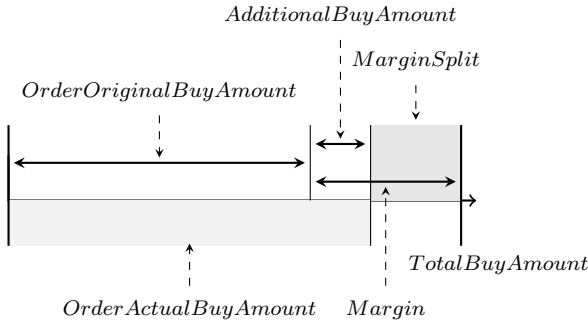 AdditionalBuyAmount
MarginSplit
OrderOriginalBuyAmount
TotalBuyAmount
OrderActualBuyAmount
Margin